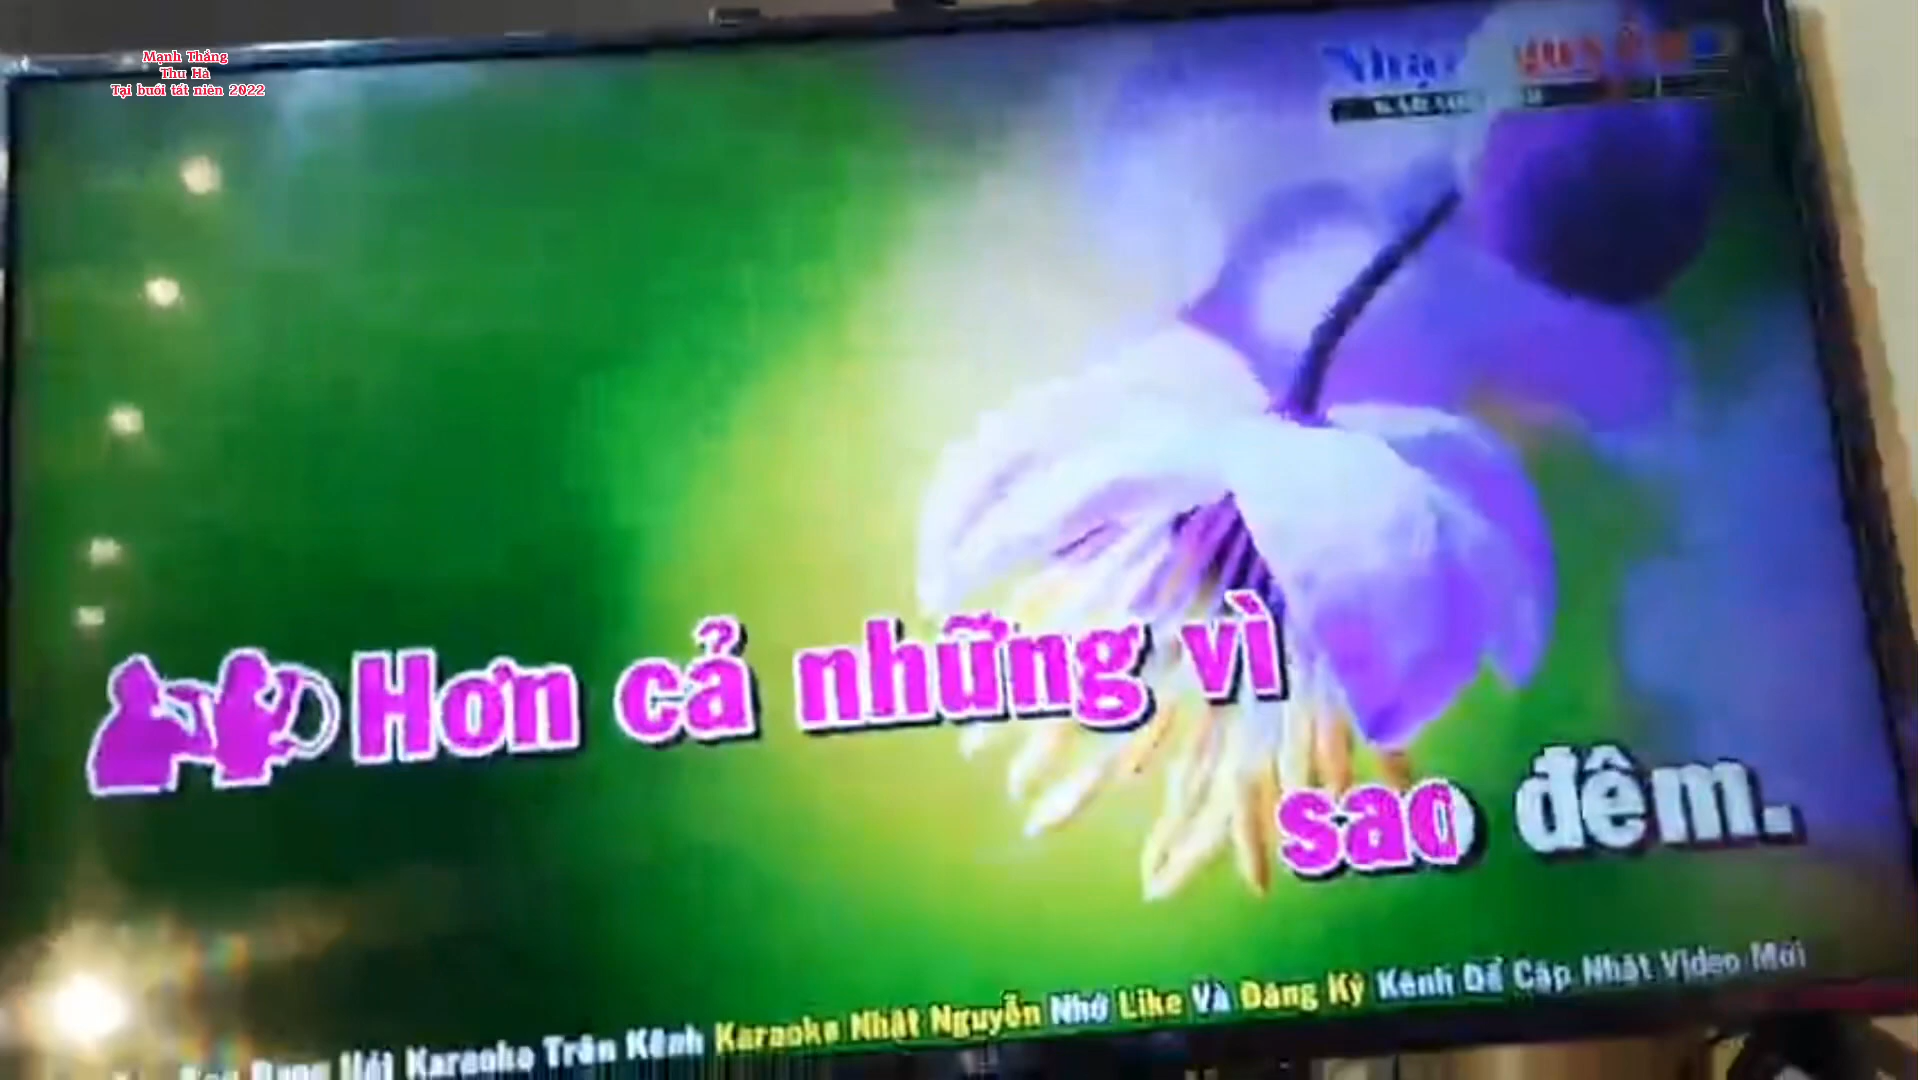 Mạnh Thắng
Thu Hà
Tại buổi tất niên 2022
Hơn cả những vì
sao đêm.
Hát Karaoke Trên Kênh Karaoke Nhật Nguyễn Nhớ Like Và Đăng Ký Kênh Để Cập Nhật Video Mới